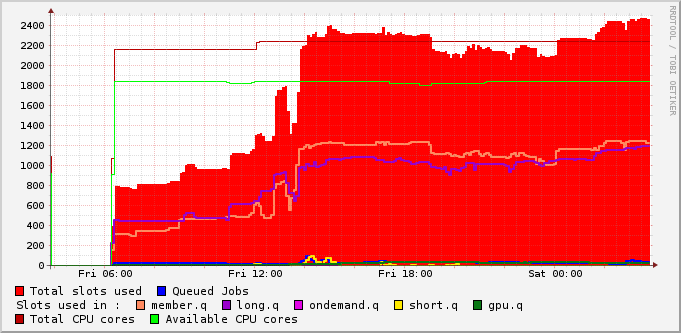 2400
2200
2000
1800
1600
1400
1200
1000
800
600
400
200
0
Fri 06:00 Fri 12:00 Fri 18:00 Sat 00:00
Total slots used Queued Jobs
Slots used in : member.q long.q ondemand.q short.q gpu.q
Total CPU cores Available CPU cores
RRDTOOL / TOBI OETIKER